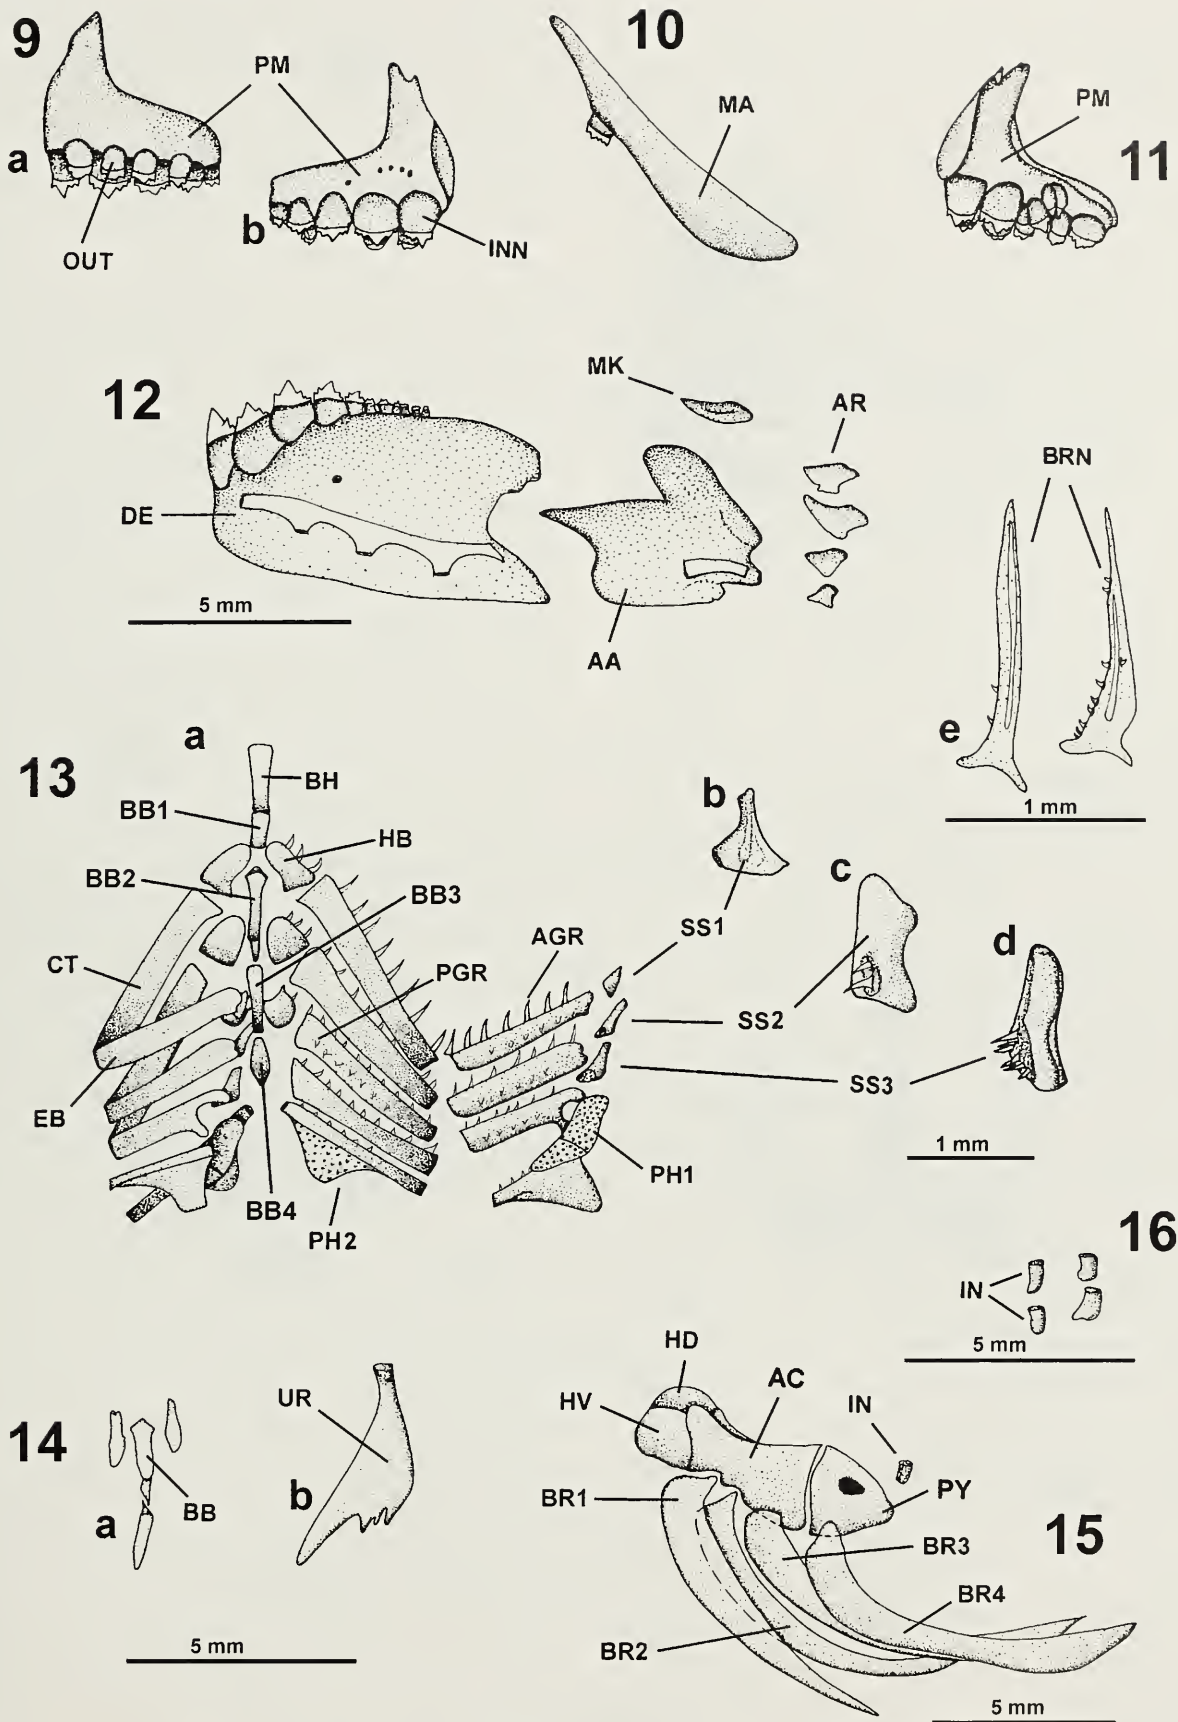 9
10
PM
MA
PM
11
a
b
OUT
INN
12
MK
AR
BRN
DE
5 mm
AA
e
1 mm
13
a
BH
b
BB1
HB
BB2
BB3
c
SS1
AGR
d
CT
PGR
SS2
SS3
EB
PH1
1 mm
BB4
PH2
16
IN
5 mm
HD
AC
IN
HV
14
UR
BB
a
b
BR1
PY
15
BR3
BR4
BR2
5 mm
5 mm